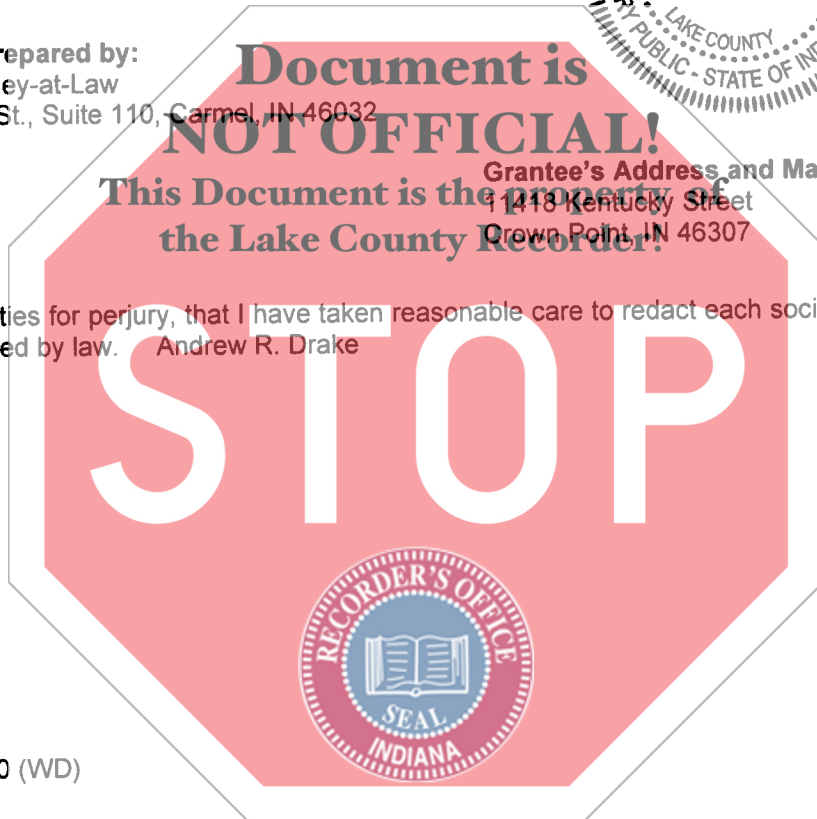 LAKE COUNTY
Y PUBLIC - STATE OF IN
epared by:
ey-at-Law
St., Suite 110, Carmel, IN 46032
Document is
NOT OFFICIAL!
This Document is the property of
the Lake County Recorder!
Grantee's Address and Ma
11418 Kentucky Street
Crown Point, IN 46307
ties for perjury, that I have taken reasonable care to redact each soci
ed by law. Andrew R. Drake
STOP
RECORDER'S OFFICE
SEAL
INDIANA
0 (WD)